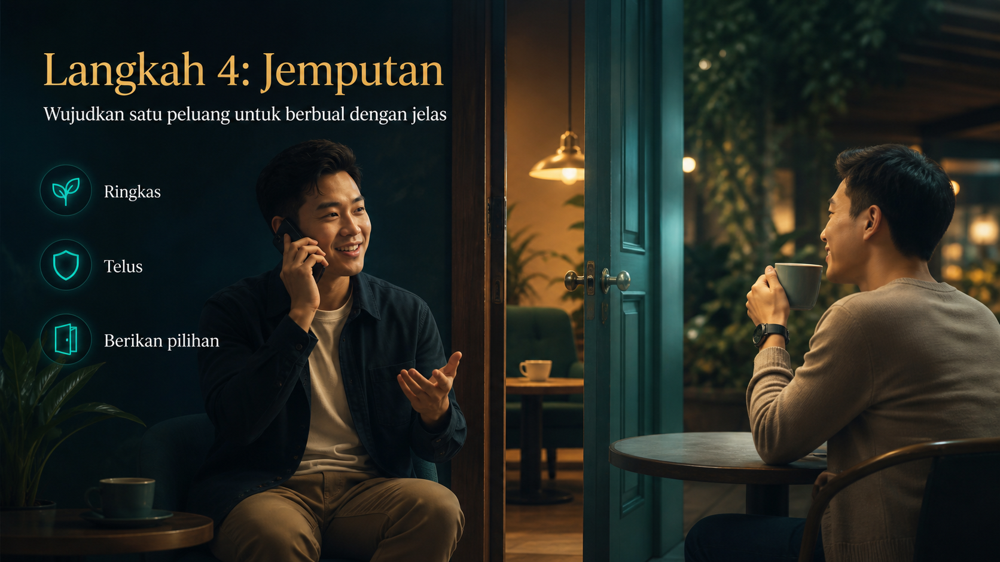 Langkah 4: Jemputan
Wujudkan satu peluang untuk berbual dengan jelas
Ringkas
Telus
Berikan pilihan